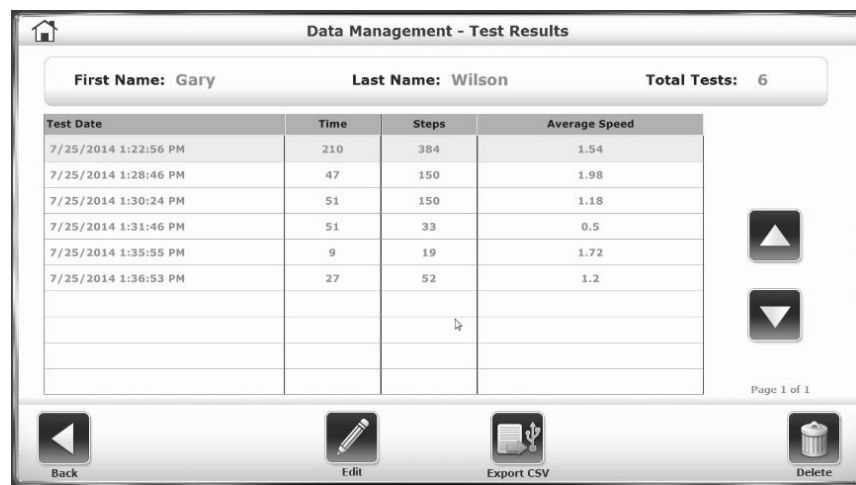 Data Management - Test Results
First Name: Gary Last Name: Wilson Total Tests: 6
Test Date Time Steps Average Speed
7/25/2014 1:22:56 PM 210 384 1.54
7/25/2014 1:28:46 PM 47 150 1.98
7/25/2014 1:30:24 PM 51 150 1.18
7/25/2014 1:31:46 PM 51 33 0.5
7/25/2014 1:35:55 PM 9 19 1.72
7/25/2014 1:36:53 PM 27 52 1.2
Page 1 of 1
Back Edit Export CSV Delete